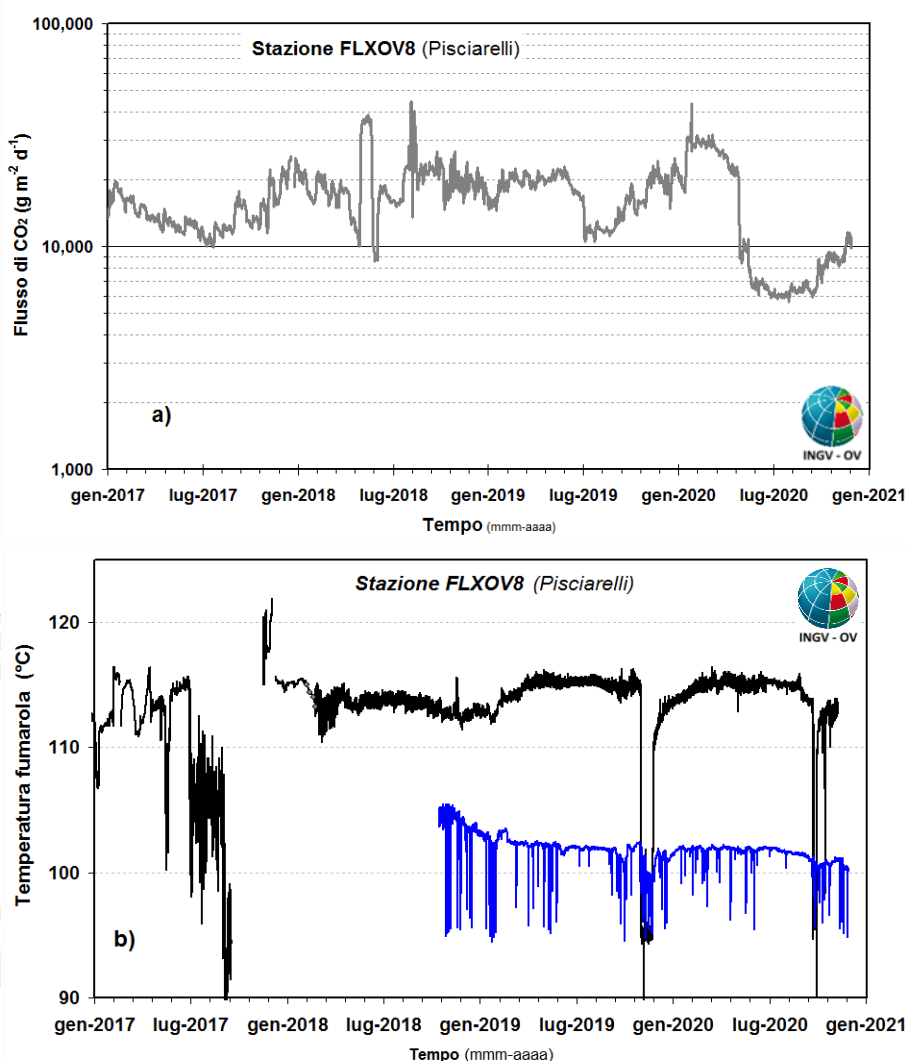 100,000
Stazione FLXOV8 (Pisciarelli)
Flusso di CO2 (g m-2 d-1)
10,000
a)
INGV - OV
1,000
gen-2017 lug-2017 gen-2018 lug-2018 gen-2019 lug-2019 gen-2020 lug-2020 gen-2021
Tempo (mmm-aaaa)
Stazione FLXOV8 (Pisciarelli)
INGV - OV
120
Temperatura fumarola (°C)
110
100
b)
90
gen-2017 lug-2017 gen-2018 lug-2018 gen-2019 lug-2019 gen-2020 lug-2020 gen-2021
Tempo (mmm-aaaa)